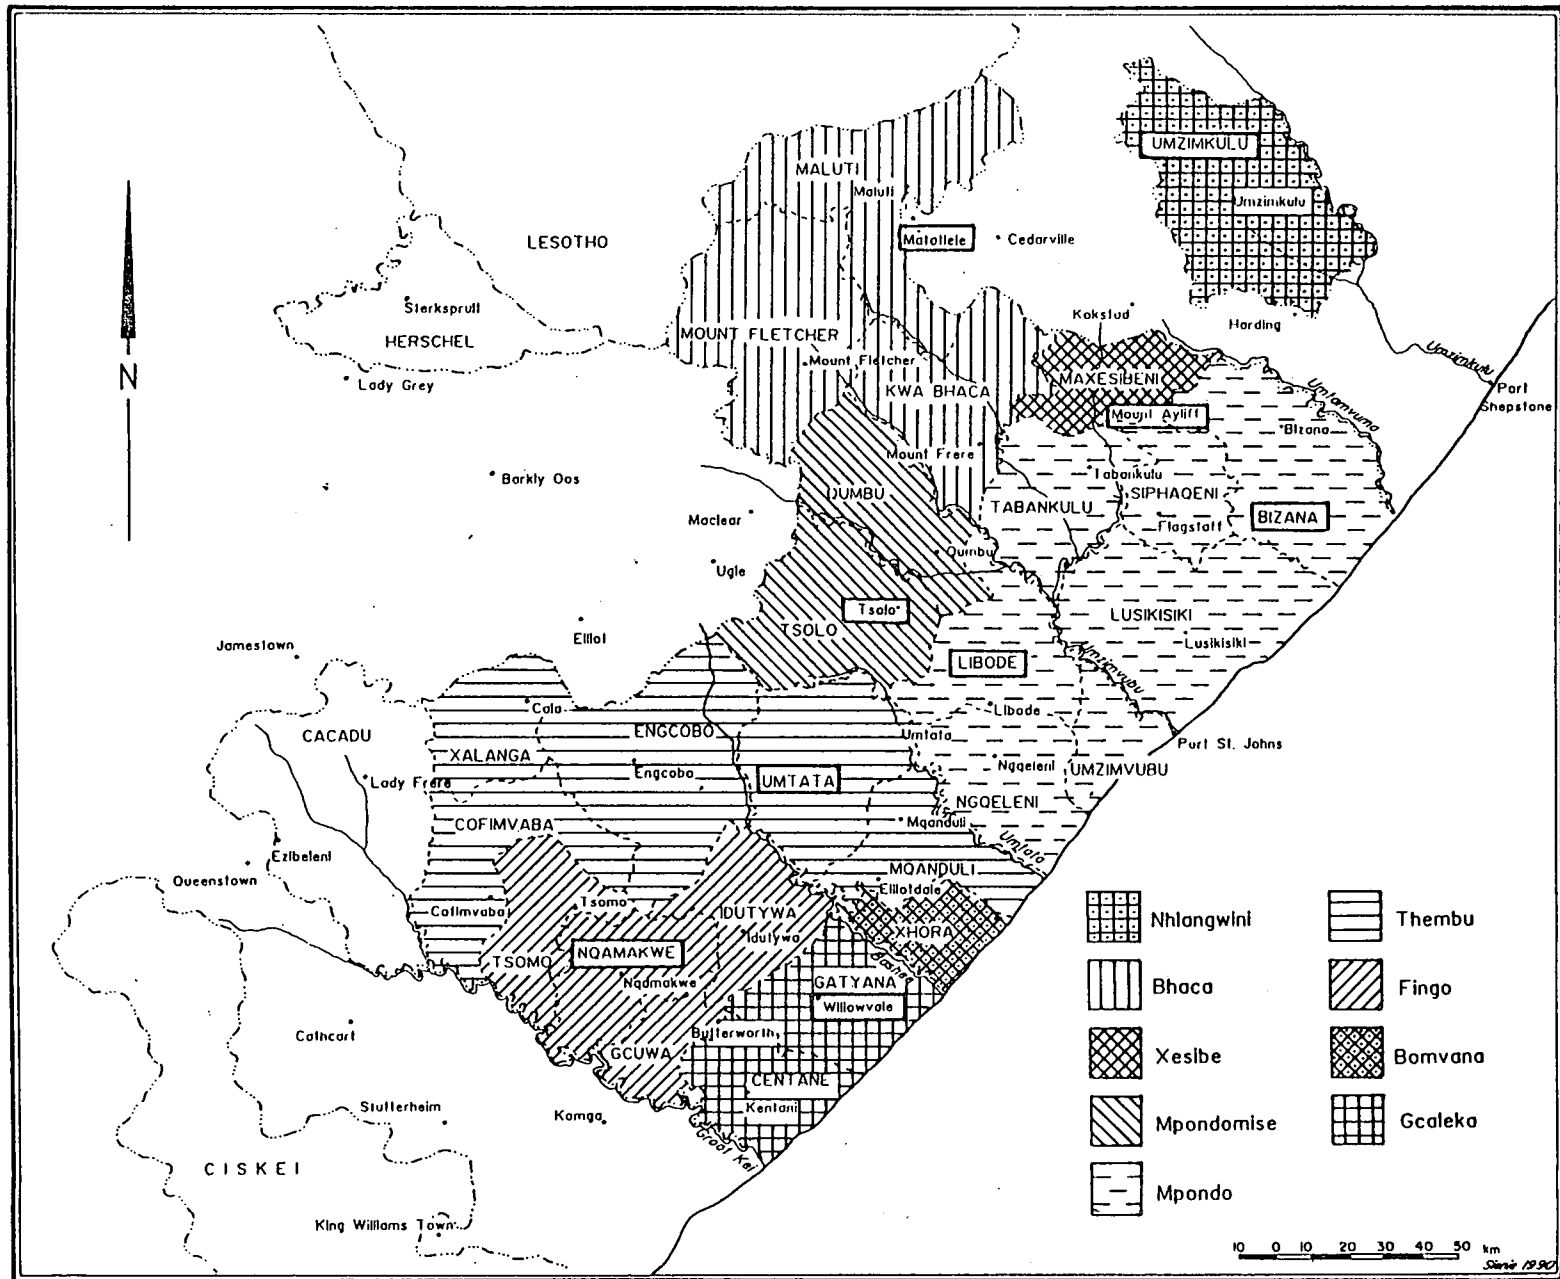 UMZIMKULU
MALUTI
Maluti
Umzimkulu
LESOTHO
Matatiele
Cedarville
Sterkspruit
HERSCHEL
Kokstad
Harding
MOUNT FLETCHER
Mount Fletcher
Umzimkulu
N
Lady Grey
KWA BHACA
MAXESIBENI
Mount Ayliff
Umtamvuma
Port
Shepstone
Bizana
Mount Frere
Tabankulu
Barkly Oos
QUMBU
TABANKULU
SIPHAQENI
Flagstaff
BIZANA
Maclear
Qumbu
Ugie
Tsolo
LUSIKISIKI
Lusikisiki
TSOLO
Elliot
Jamestown
LIBODE
Umzimvubu
Cala
Libode
CACADU
ENGCOBO
Umtata
Port St. Johns
XALANGA
Engcobo
Ngqeleni
UMZIMVUBU
Lady Frere
UMTATA
NGQELENI
COFIMVABA
Mqanduli
Umtata
Ezibeleni
Queenstown
MQANDULI
Elliotdale
Cofimvaba
Tsomo
IDUTYWA
Idutywa
XHORA
Nhlangwini
Thembu
TSOMO
NQAMAKWE
Bashee
Nqamakwe
GATYANA
Willowvale
Bhaca
Fingo
Cathcart
Butterworth
GCUWA
Xesibe
Bomvana
CENTANE
Kentani
Stutterheim
Komga
Groot Kei
Mpondomise
Gcaleka
CISKEI
Mpondo
King Williams Town
10 0 10 20 30 40 50 km
1990